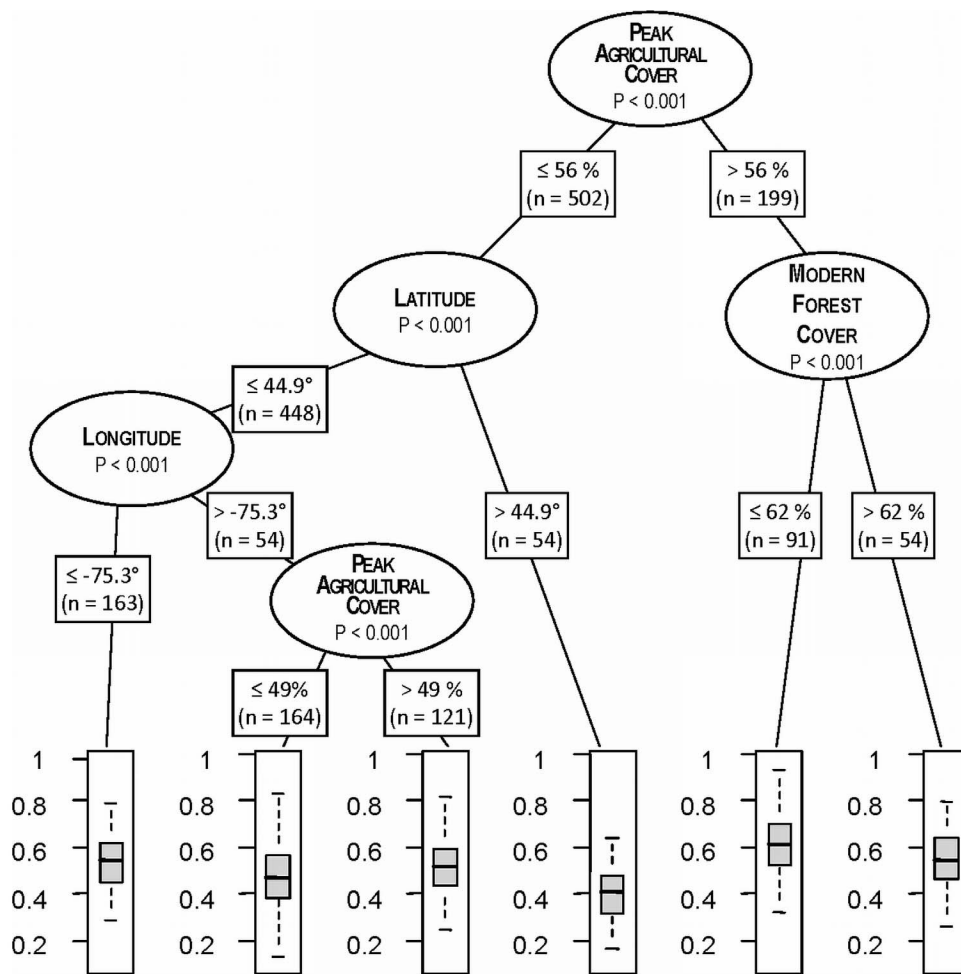 PEAK
AGRICULTURAL
COVER
P < 0.001
≤ 56 %
(n = 502)
> 56 %
(n = 199)
LATITUDE
P < 0.001
MODERN
FOREST
COVER
P < 0.001
≤ 44.9°
(n = 448)
LONGITUDE
P < 0.001
> -75.3°
(n = 54)
> 44.9°
(n = 54)
≤ 62 %
(n = 91)
> 62 %
(n = 54)
≤ -75.3°
(n = 163)
PEAK
AGRICULTURAL
COVER
P < 0.001
≤ 49%
(n = 164)
> 49 %
(n = 121)
1 1 1 1 1 1
0.8 0.8 0.8 0.8 0.8 0.8
0.6 0.6 0.6 0.6 0.6 0.6
0.4 0.4 0.4 0.4 0.4 0.4
0.2 0.2 0.2 0.2 0.2 0.2